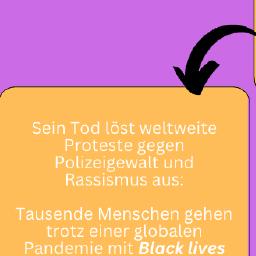 Sein Tod löst weltweite
Proteste gegen
Polizeigewalt und
Rassismus aus:
Tausende Menschen gehen
trotz einer globalen
Pandemie mit Black lives